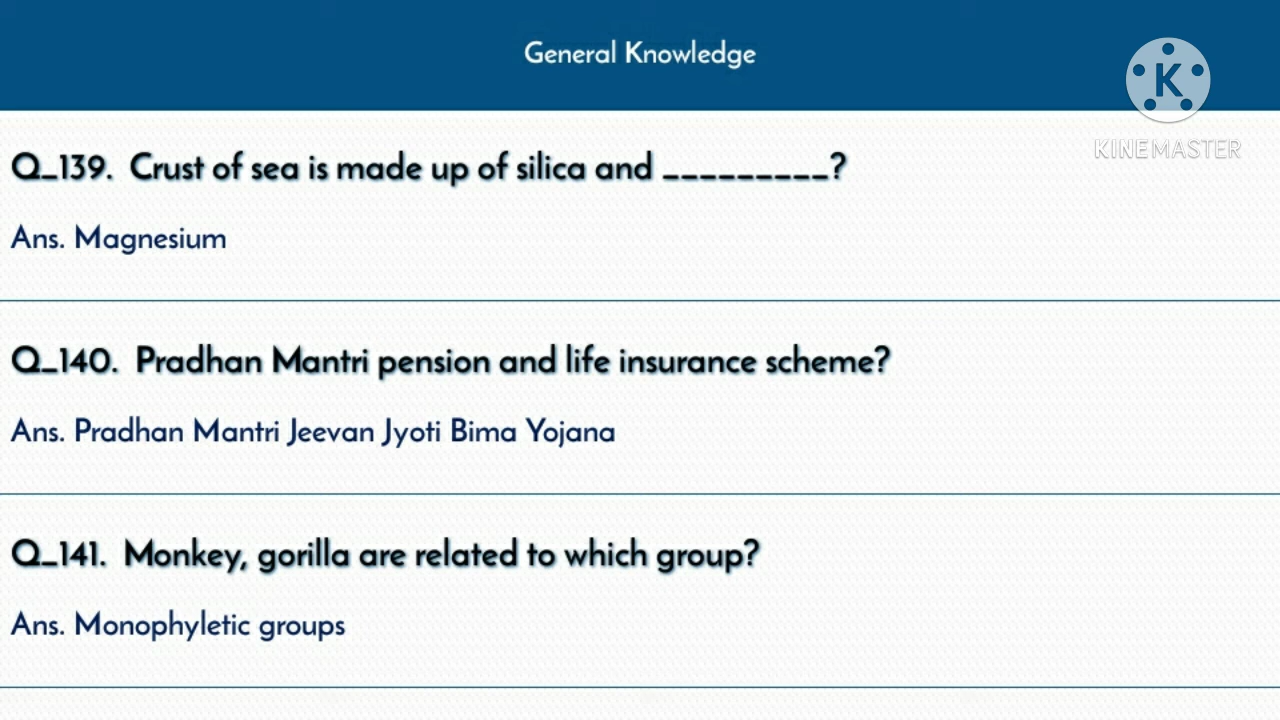 General Knowledge
K
KINEMASTER
Q_139. Crust of sea is made up of silica and _________?
Ans. Magnesium
Q_140. Pradhan Mantri pension and life insurance scheme?
Ans. Pradhan Mantri Jeevan Jyoti Bima Yojana
Q_141. Monkey, gorilla are related to which group?
Ans. Monophyletic groups